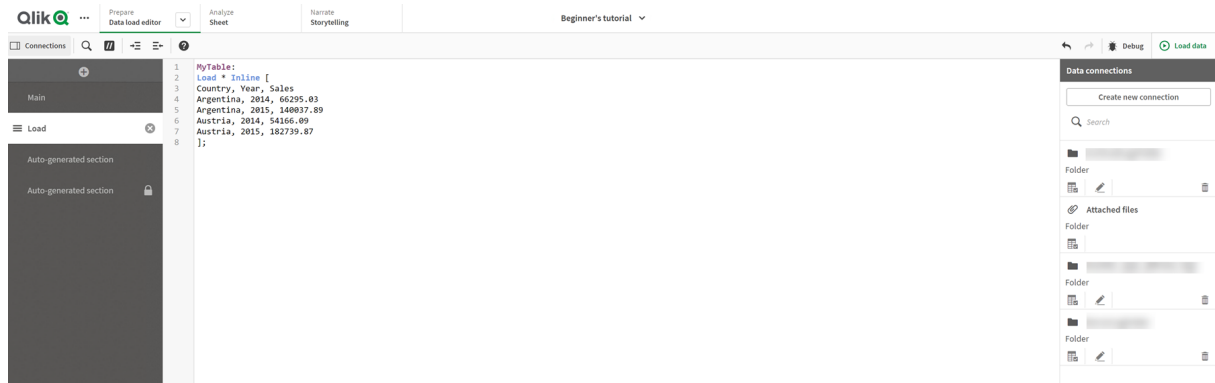 Qlik
Prepare
Data load editor
Analyze
Sheet
Narrate
Storytelling
Beginner's tutorial
Connections
//
?
Debug
Load data
Main
Load
Auto-generated section
Auto-generated section
1 MyTable:
2 Load * Inline [
3 Country, Year, Sales
4 Argentina, 2014, 66295.03
5 Argentina, 2015, 140037.89
6 Austria, 2014, 54166.09
7 Austria, 2015, 182739.87
8 ];
Data connections
Create new connection
Search
Folder
Attached files
Folder
Folder
Folder